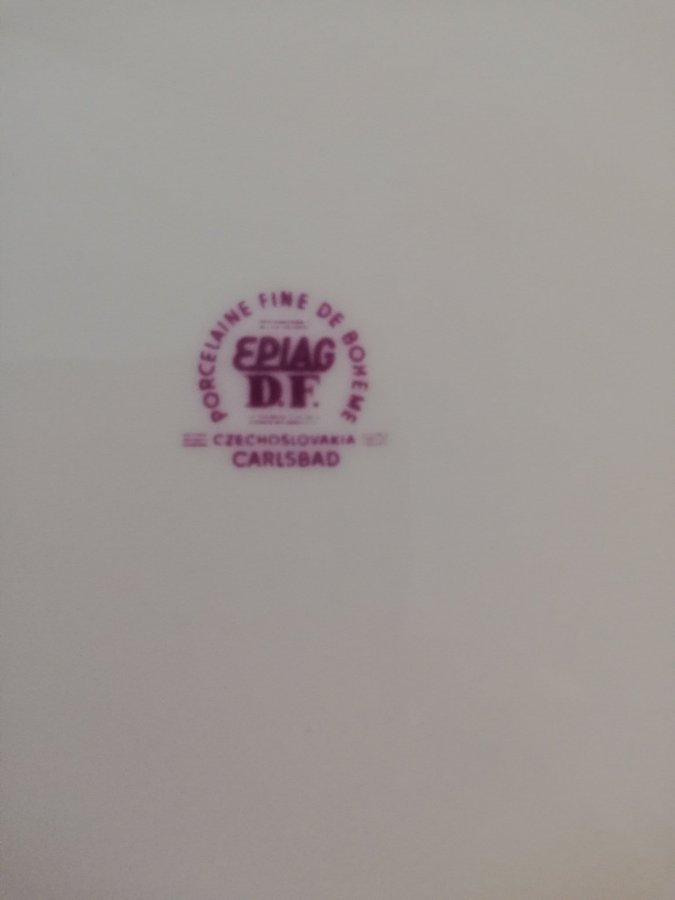 PORCELAINE FINE DE BOHEME
EPIAG
D.F.
CZECHOSLOVAKIA
CARLSBAD